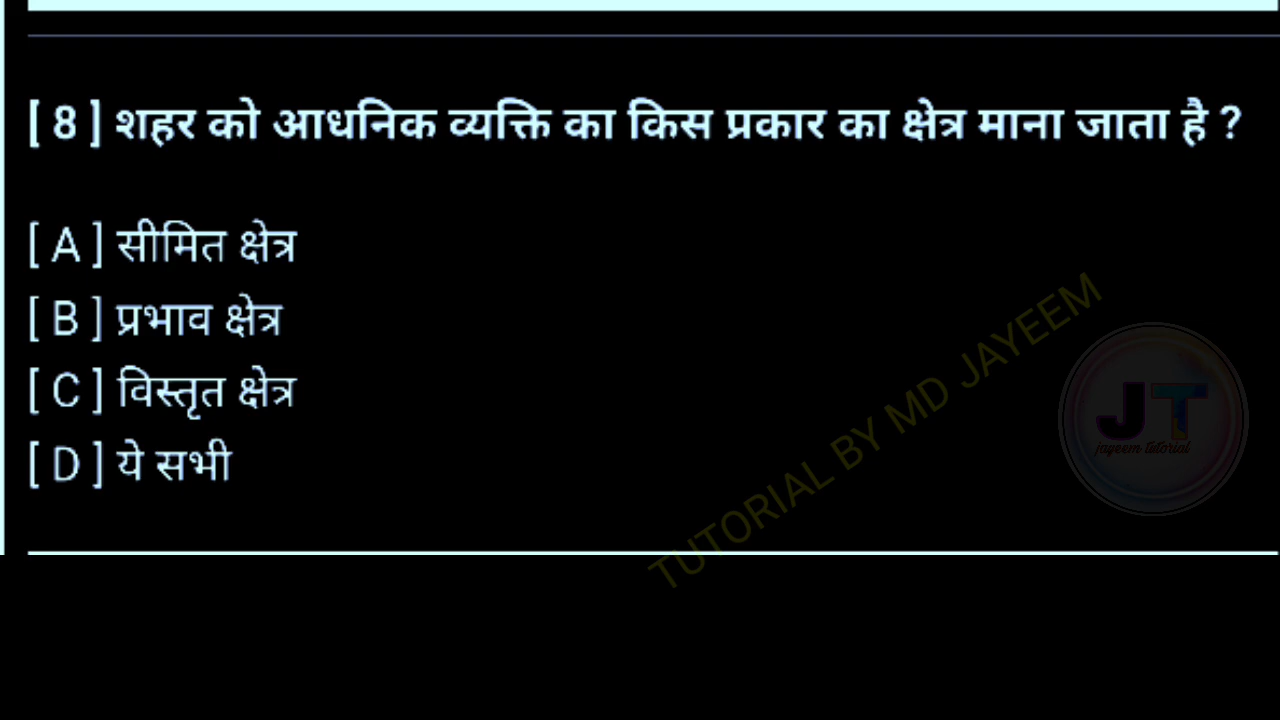 [ 8 ] शहर को आधनिक व्यक्ति का किस प्रकार का क्षेत्र माना जाता है ?
[ A ] सीमित क्षेत्र
[ B ] प्रभाव क्षेत्र
[ C ] विस्तृत क्षेत्र
[ D ] ये सभी
TUTORIAL BY MD JAYEEM
JT
jayeem tutorial